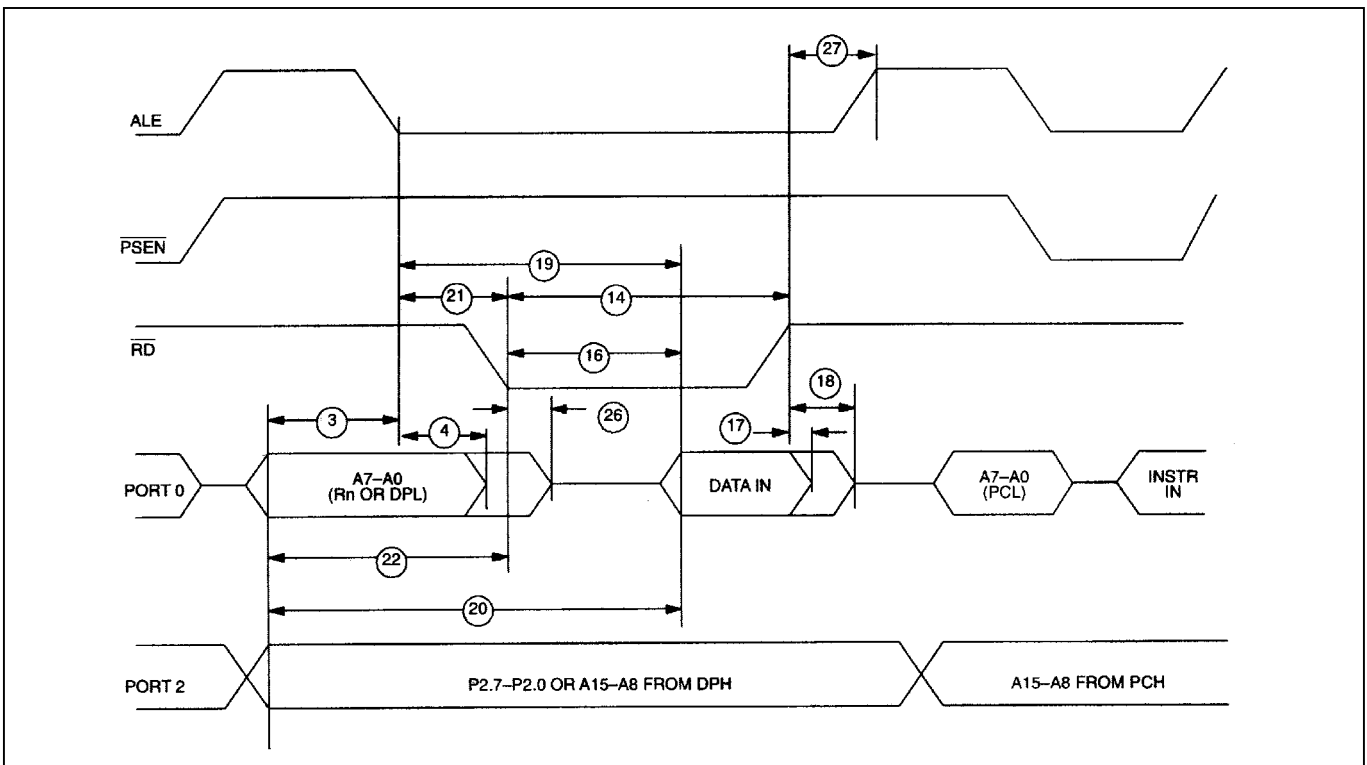 27
ALE
PSEN
19
21
14
RD
16
18
3
4
26
17
PORT 0
A7–A0
(Rn OR DPL)
DATA IN
A7–A0
(PCL)
INSTR
IN
22
20
PORT 2
P2.7–P2.0 OR A15–A8 FROM DPH
A15–A8 FROM PCH